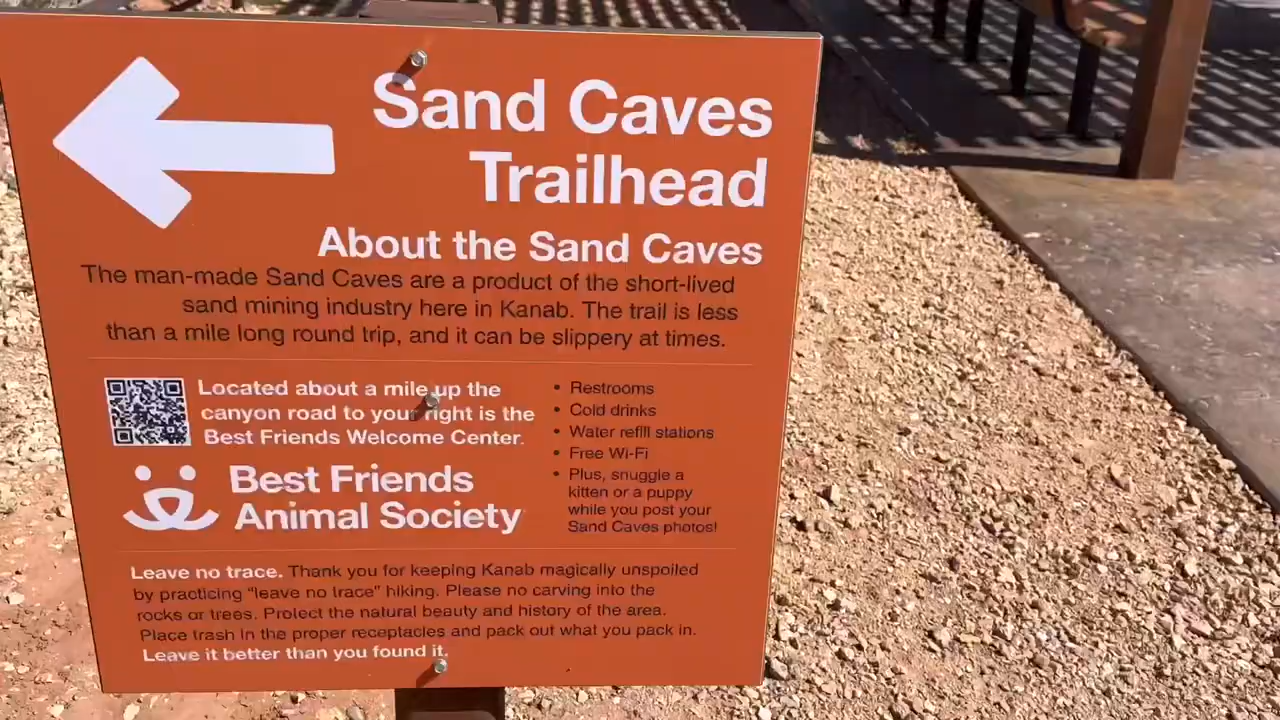 Sand Caves
Trailhead
About the Sand Caves
The man-made Sand Caves are a product of the short-lived
sand mining industry here in Kanab. The trail is less
than a mile long round trip, and it can be slippery at times.
Located about a mile up the
canyon road to your right is the
Best Friends Welcome Center.
Best Friends
Animal Society
• Restrooms
• Cold drinks
• Water refill stations
• Free Wi-Fi
• Plus, snuggle a
kitten or a puppy
while you post your
Sand Caves photos!
Leave no trace. Thank you for keeping Kanab magically unspoiled
by practicing "leave no trace" hiking. Please no carving into the
rocks or trees. Protect the natural beauty and history of the area.
Place trash in the proper receptacles and pack out what you pack in.
Leave it better than you found it.